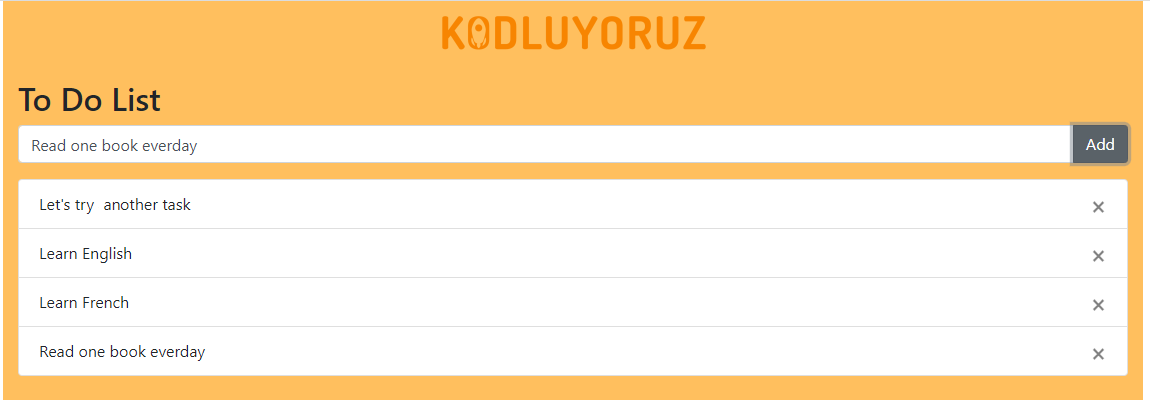 KODLUYORUZ
To Do List
Read one book everday
Add
Let's try  another task
×
Learn English
×
Learn French
×
Read one book everday
×